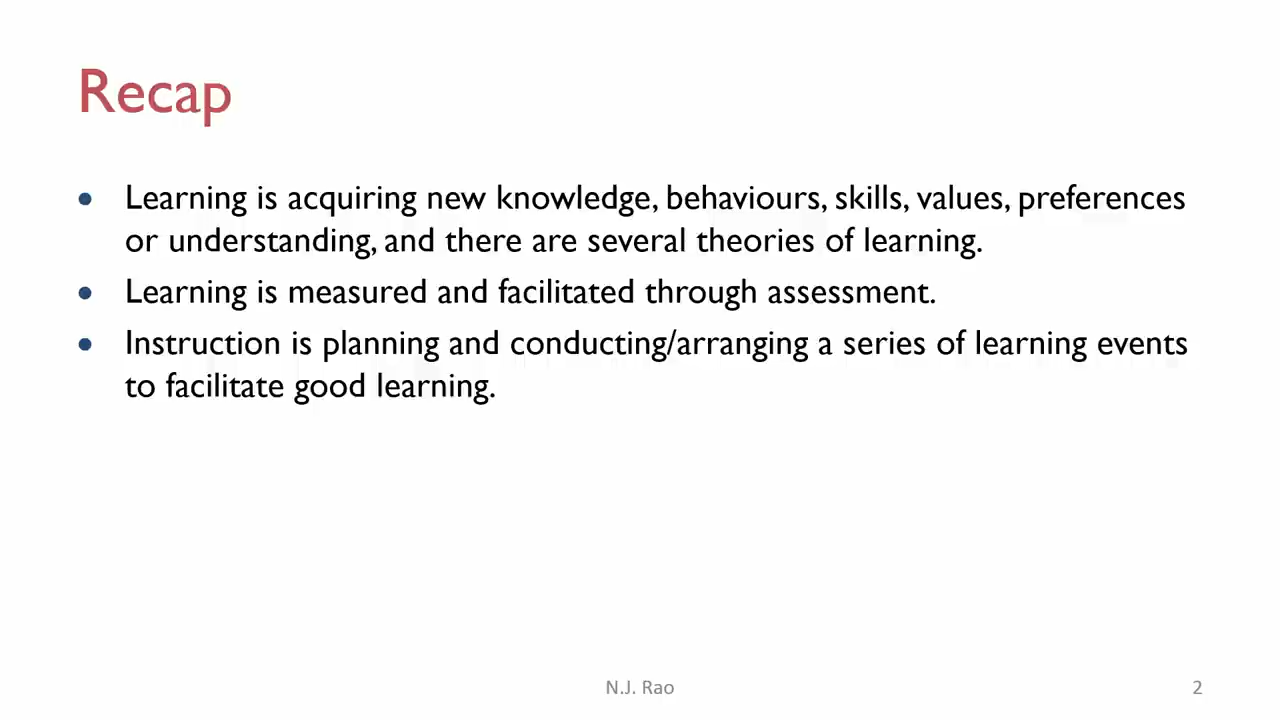 Recap
• Learning is acquiring new knowledge, behaviours, skills, values, preferences
or understanding, and there are several theories of learning.
• Learning is measured and facilitated through assessment.
• Instruction is planning and conducting/arranging a series of learning events
to facilitate good learning.
N.J. Rao
2